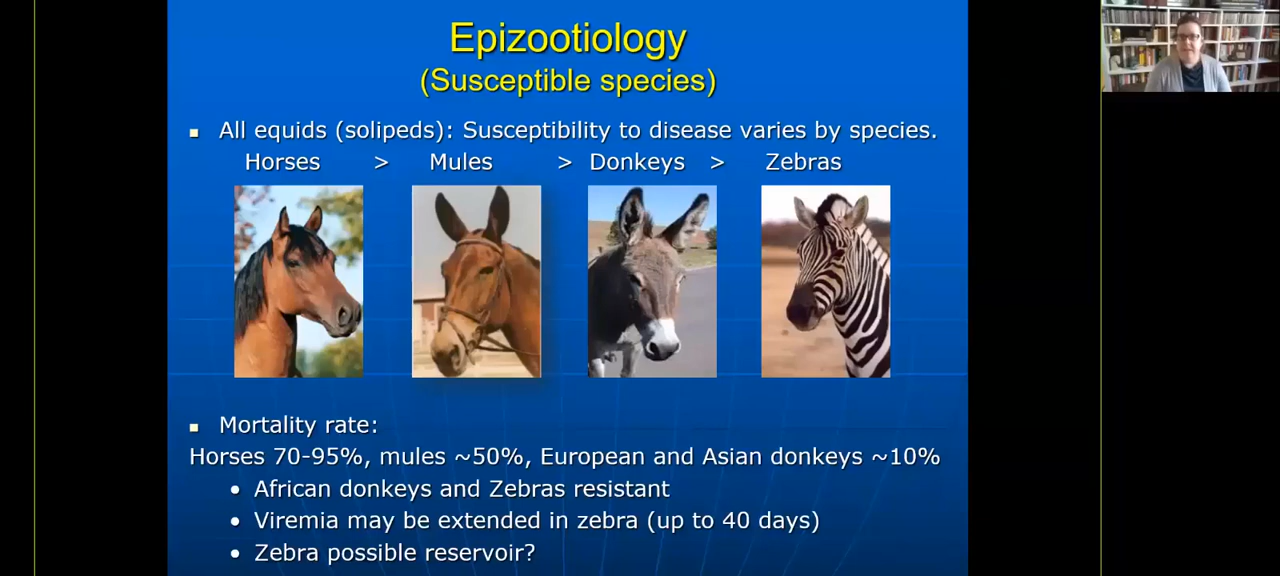 Epizootiology
(Susceptible species)
▪ All equids (solipeds): Susceptibility to disease varies by species.
Horses > Mules > Donkeys > Zebras
▪ Mortality rate:
Horses 70-95%, mules ~50%, European and Asian donkeys ~10%
• African donkeys and Zebras resistant
• Viremia may be extended in zebra (up to 40 days)
• Zebra possible reservoir?